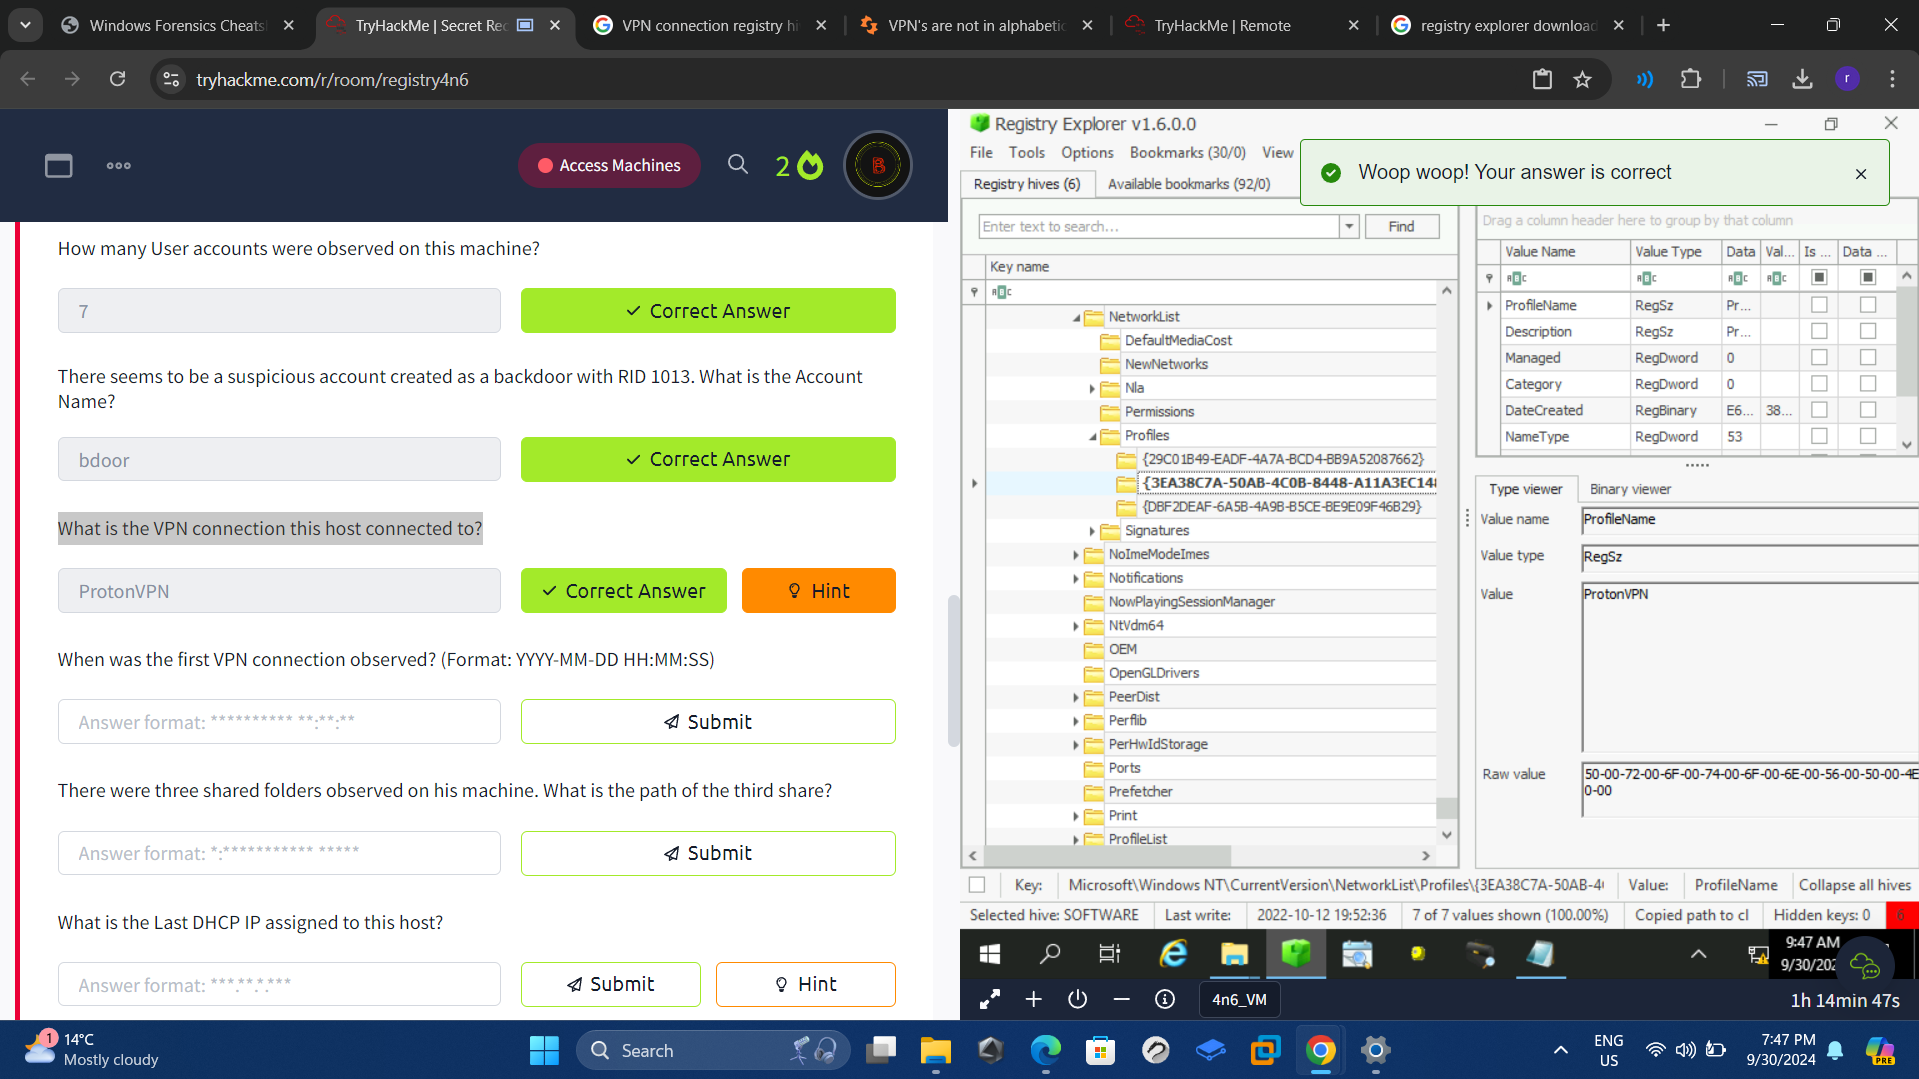 Windows Forensics Cheats
TryHackMe | Secret Rec
VPN connection registry hi
VPN's are not in alphabetic
TryHackMe | Remote
registry explorer download
tryhackme.com/r/room/registry4n6
r
Access Machines
2
B
How many User accounts were observed on this machine?
7
Correct Answer
There seems to be a suspicious account created as a backdoor with RID 1013. What is the Account
Name?
bdoor
Correct Answer
What is the VPN connection this host connected to?
ProtonVPN
Correct Answer
Hint
When was the first VPN connection observed? (Format: YYYY-MM-DD HH:MM:SS)
Answer format: ********** **:**:**
Submit
There were three shared folders observed on his machine. What is the path of the third share?
Answer format: *:*********** *****
Submit
What is the Last DHCP IP assigned to this host?
Answer format: ***.**.*.***
Submit
Hint
Registry Explorer v1.6.0.0
File Tools Options Bookmarks (30/0) View
Woop woop! Your answer is correct
Registry hives (6) Available bookmarks (92/0)
Enter text to search...
Find
Key name
NetworkList
DefaultMediaCost
NewNetworks
Nla
Permissions
Profiles
{29C01B49-EADF-4A7A-BCD4-BB9A52087662}
{3EA38C7A-50AB-4C0B-8448-A11A3EC148
{DBF2DEAF-6A5B-4A9B-B5CE-BE9E09F46B29}
Signatures
NoImeModeImes
Notifications
NowPlayingSessionManager
NtVdm64
OEM
OpenGLDrivers
PeerDist
Perflib
PerHwIdStorage
Ports
Prefetcher
Print
ProfileList
Drag a column header here to group by that column
Value Name Value Type Data Val... Is ... Data ...
ProfileName RegSz Pr...
Description RegSz Pr...
Managed RegDword 0
Category RegDword 0
DateCreated RegBinary E6... 38...
NameType RegDword 53
Type viewer Binary viewer
Value name ProfileName
Value type RegSz
Value ProtonVPN
Raw value 50-00-72-00-6F-00-74-00-6F-00-6E-00-56-00-50-00-4E
0-00
Key: Microsoft\Windows NT\CurrentVersion\NetworkList\Profiles\{3EA38C7A-50AB-4 Value: ProfileName Collapse all hives
Selected hive: SOFTWARE Last write: 2022-10-12 19:52:36 7 of 7 values shown (100.00%) Copied path to cl Hidden keys: 0 6
9:47 AM
9/30/202
4n6_VM
1h 14min 47s
1
14°C
Mostly cloudy
Search
ENG
US
7:47 PM
9/30/2024
PRE